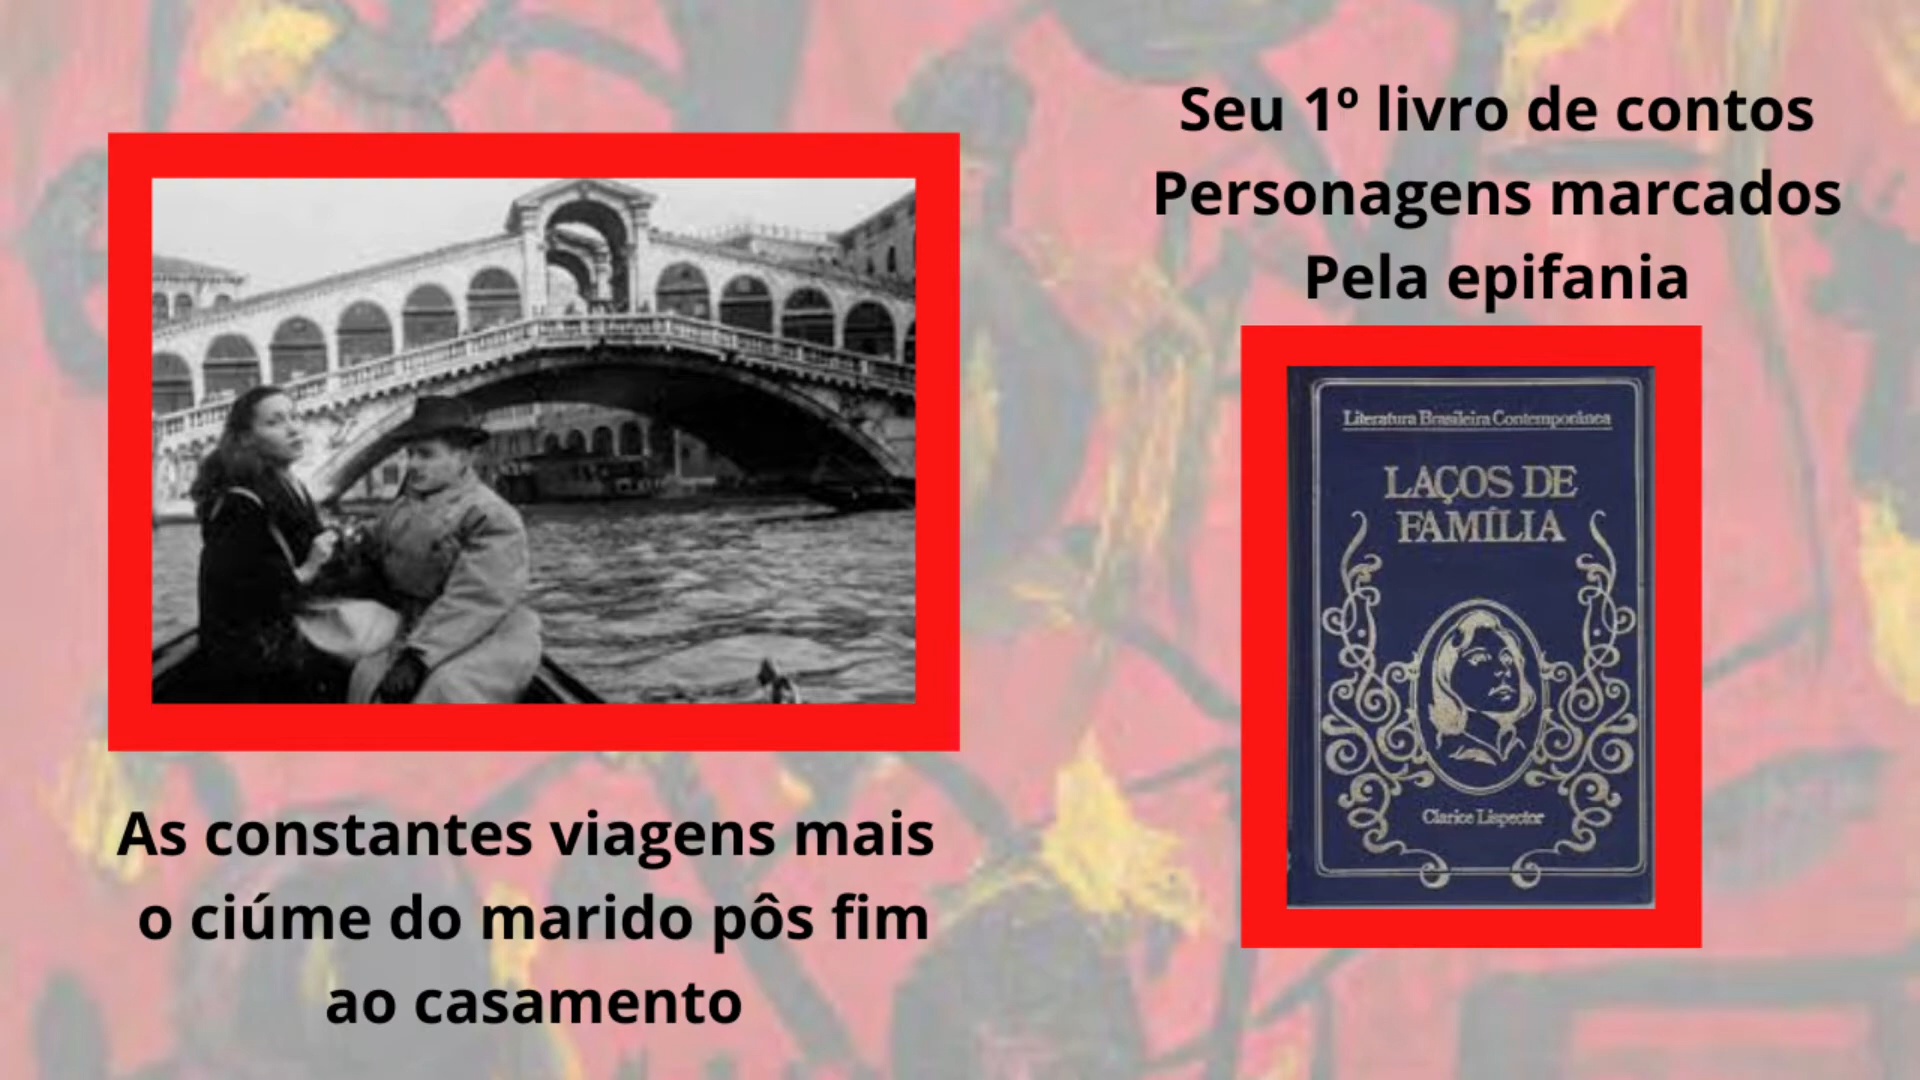 Seu 1º livro de contos
Personagens marcados
Pela epifania
Literatura Brasileira Contemporânea
LAÇOS DE
FAMÍLIA
Clarice Lispector
As constantes viagens mais
o ciúme do marido pôs fim
ao casamento